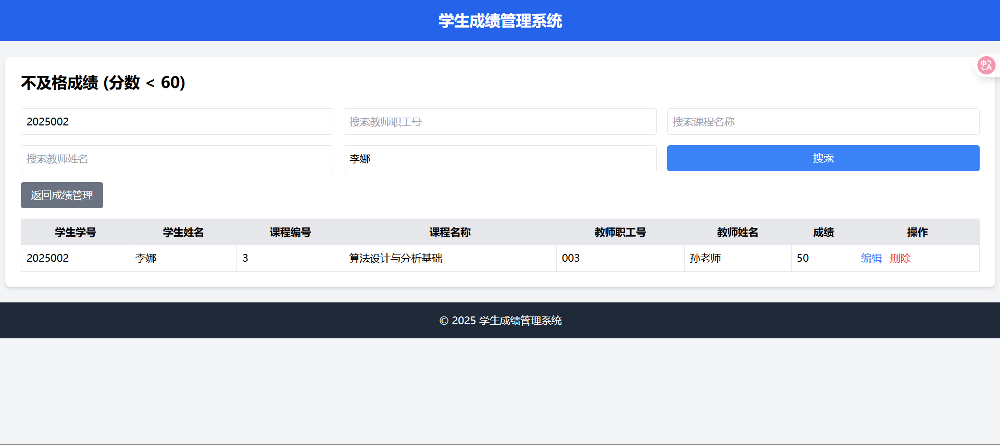 学生成绩管理系统
不及格成绩 (分数 < 60)
2025002 搜索教师职工号 搜索课程名称
搜索教师姓名 李娜 搜索
返回成绩管理
学生学号 学生姓名 课程编号 课程名称 教师职工号 教师姓名 成绩 操作
2025002 李娜 3 算法设计与分析基础 003 孙老师 50 编辑 删除
© 2025 学生成绩管理系统